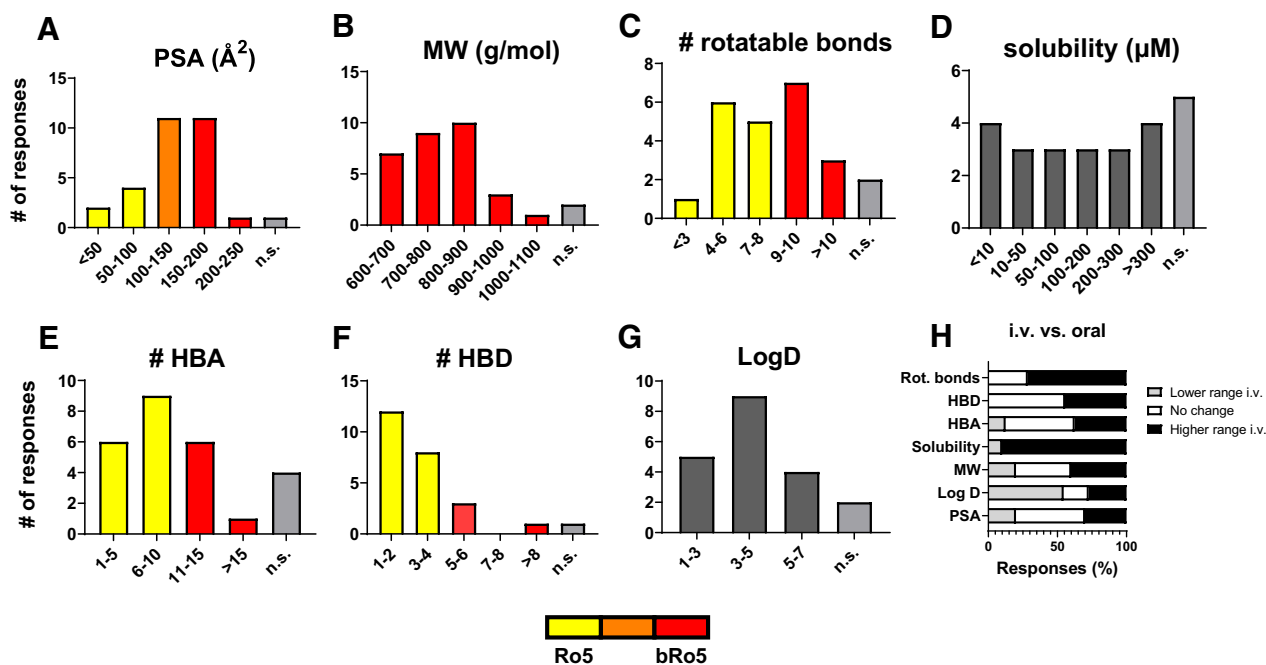 A
PSA (Å²)
# of responses
15
10
5
0
<50
50-100
100-150
150-200
200-250
n.s.
B
MW (g/mol)
15
10
5
0
600-700
700-800
800-900
900-1000
1000-1100
n.s.
C
# rotatable bonds
8
6
4
2
0
<3
4-6
7-8
9-10
>10
n.s.
D
solubility (µM)
6
4
2
0
<10
10-50
50-100
100-200
200-300
>300
n.s.
E
# HBA
# of responses
10
8
6
4
2
0
1-5
6-10
11-15
>15
n.s.
F
# HBD
15
10
5
0
1-2
3-4
5-6
7-8
>8
n.s.
G
LogD
10
8
6
4
2
0
1-3
3-5
5-7
n.s.
H
i.v. vs. oral
Rot. bonds
HBD
HBA
Solubility
MW
Log D
PSA
0 50 100
Responses (%)
Lower range i.v.
No change
Higher range i.v.
Ro5 bRo5